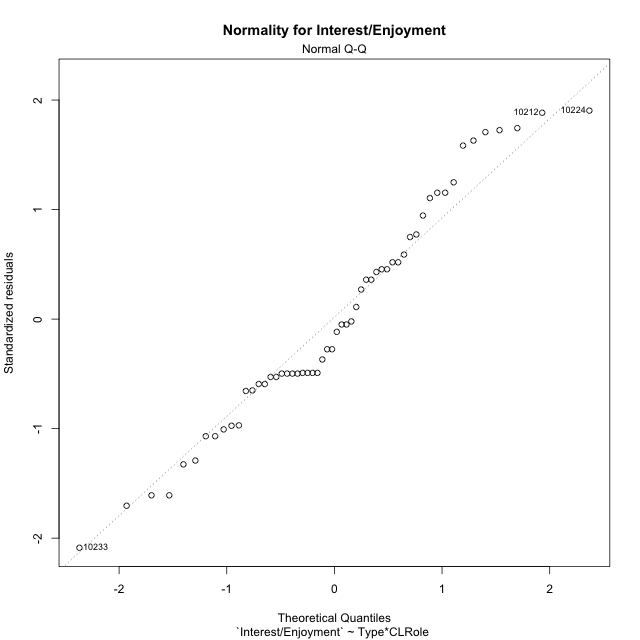 Normality for Interest/Enjoyment
Normal Q-Q
2
10212
10224
1
0
-1
-2
10233
Standardized residuals
-2 -1 0 1 2
Theoretical Quantiles
`Interest/Enjoyment` ~ Type*CLRole